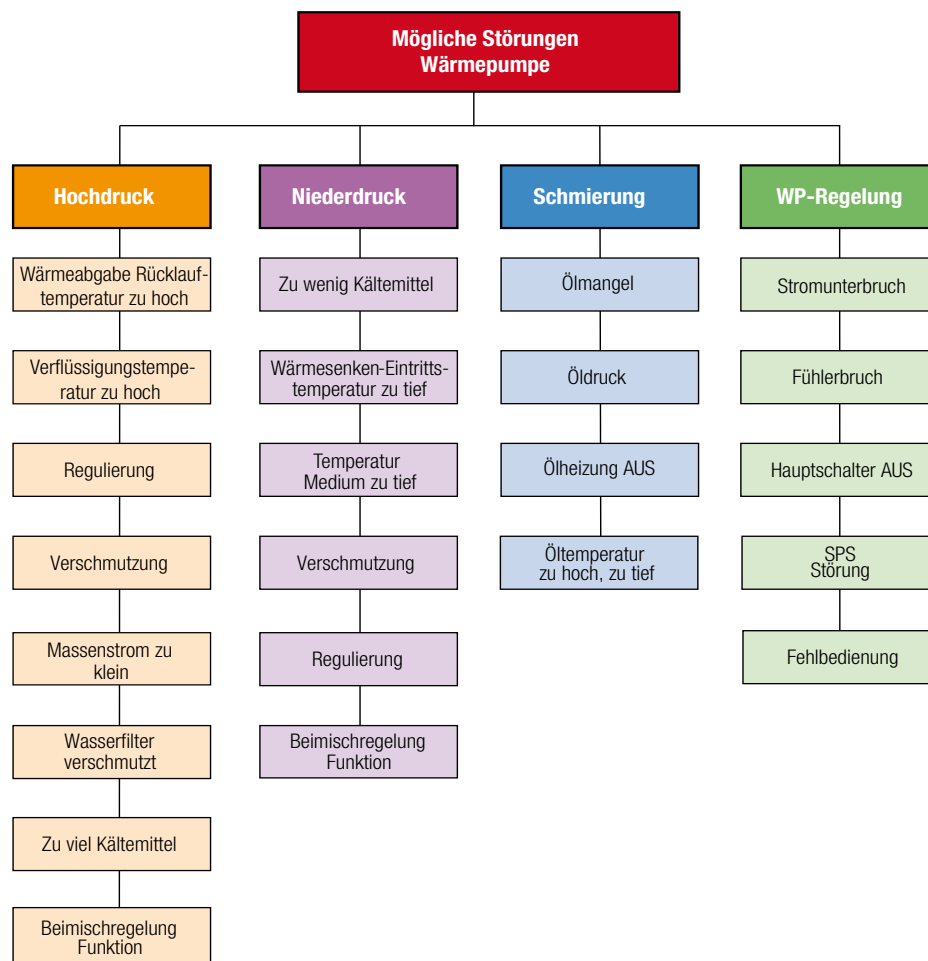 Mögliche Störungen
Wärmepumpe
Hochdruck
Wärmeabgabe Rücklauf-
temperatur zu hoch
Verflüssigungstempe-
ratur zu hoch
Regulierung
Verschmutzung
Massenstrom zu
klein
Wasserfilter
verschmutzt
Zu viel Kältemittel
Beimischregelung
Funktion
Niederdruck
Zu wenig Kältemittel
Wärmesenken-Eintritts-
temperatur zu tief
Temperatur
Medium zu tief
Verschmutzung
Regulierung
Beimischregelung
Funktion
Schmierung
Ölmangel
Öldruck
Ölheizung AUS
Öltemperatur
zu hoch, zu tief
WP-Regelung
Stromunterbruch
Fühlerbruch
Hauptschalter AUS
SPS
Störung
Fehlbedienung